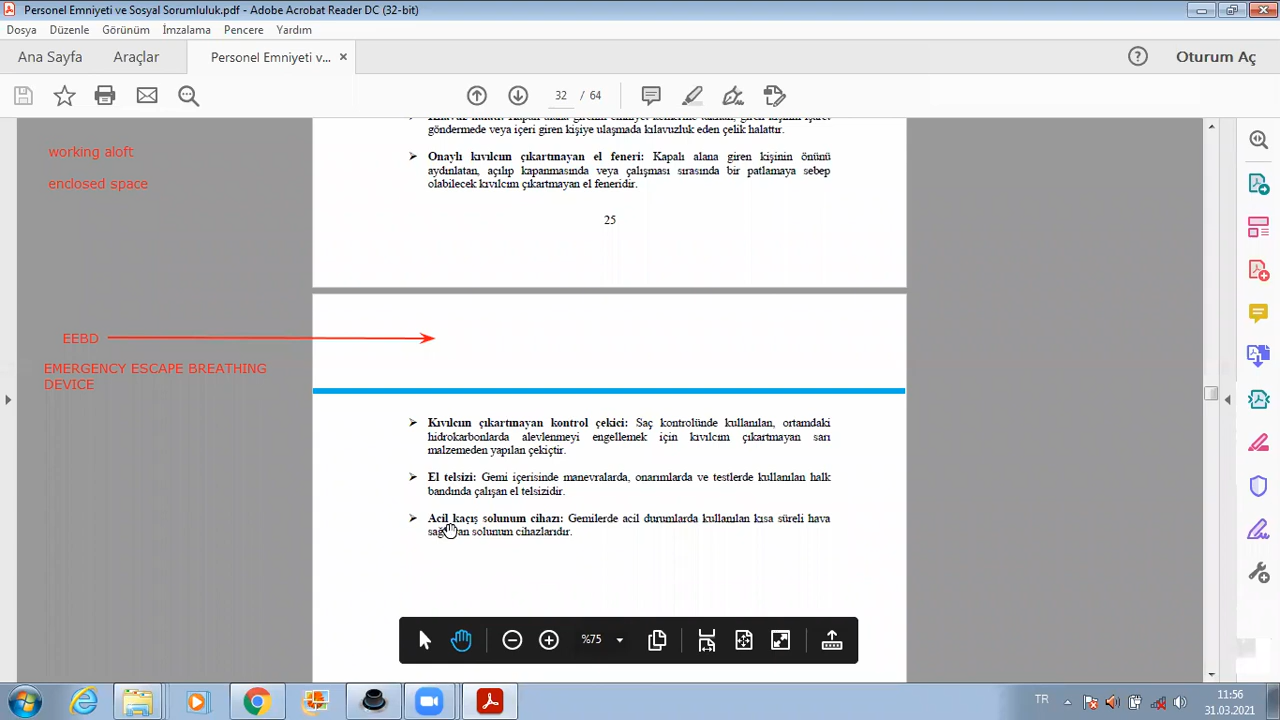 Personel Emniyeti ve Sosyal Sorumluluk.pdf - Adobe Acrobat Reader DC (32-bit)
Dosya Düzenle Görünüm İmzalama Pencere Yardım
Ana Sayfa Araçlar Personel Emniyeti v... × Oturum Aç
32 / 64
göndermede veya içeri giren kişiye ulaşmada kılavuzluk eden çelik halattır.
working aloft
➢ Onaylı kıvılcım çıkartmayan el feneri: Kapalı alana giren kişinin önünü
aydınlatan, açılıp kapanmasında veya çalışması sırasında bir patlamaya sebep
enclosed space
olabilecek kıvılcım çıkartmayan el feneridir.
25
EEBD
EMERGENCY ESCAPE BREATHING
DEVICE
➢ Kıvılcım çıkartmayan kontrol çekici: Saç kontrolünde kullanılan, ortamdaki
hidrokarbonlarda alevlenmeyi engellemek için kıvılcım çıkartmayan sarı
malzemeden yapılan çekiçtir.
➢ El telsizi: Gemi içerisinde manevralarda, onarımlarda ve testlerde kullanılan halk
bandında çalışan el telsizidir.
➢ Acil kaçış solunum cihazı: Gemilerde acil durumlarda kullanılan kısa süreli hava
solunum cihazlarıdır.
%75
TR
11:56
31.03.2021